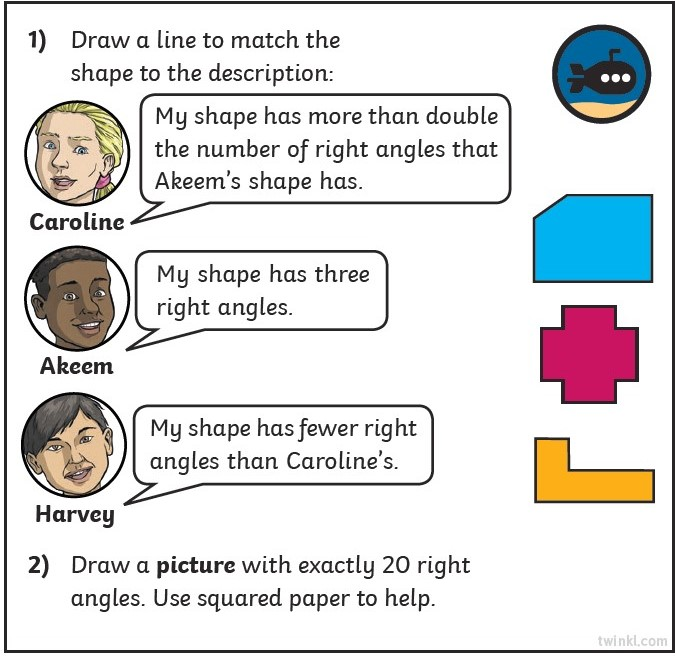 1) Draw a line to match the
shape to the description:
My shape has more than double
the number of right angles that
Akeem's shape has.
Caroline
My shape has three
right angles.
Akeem
My shape has fewer right
angles than Caroline's.
Harvey
2) Draw a picture with exactly 20 right
angles. Use squared paper to help.
twinkl.com